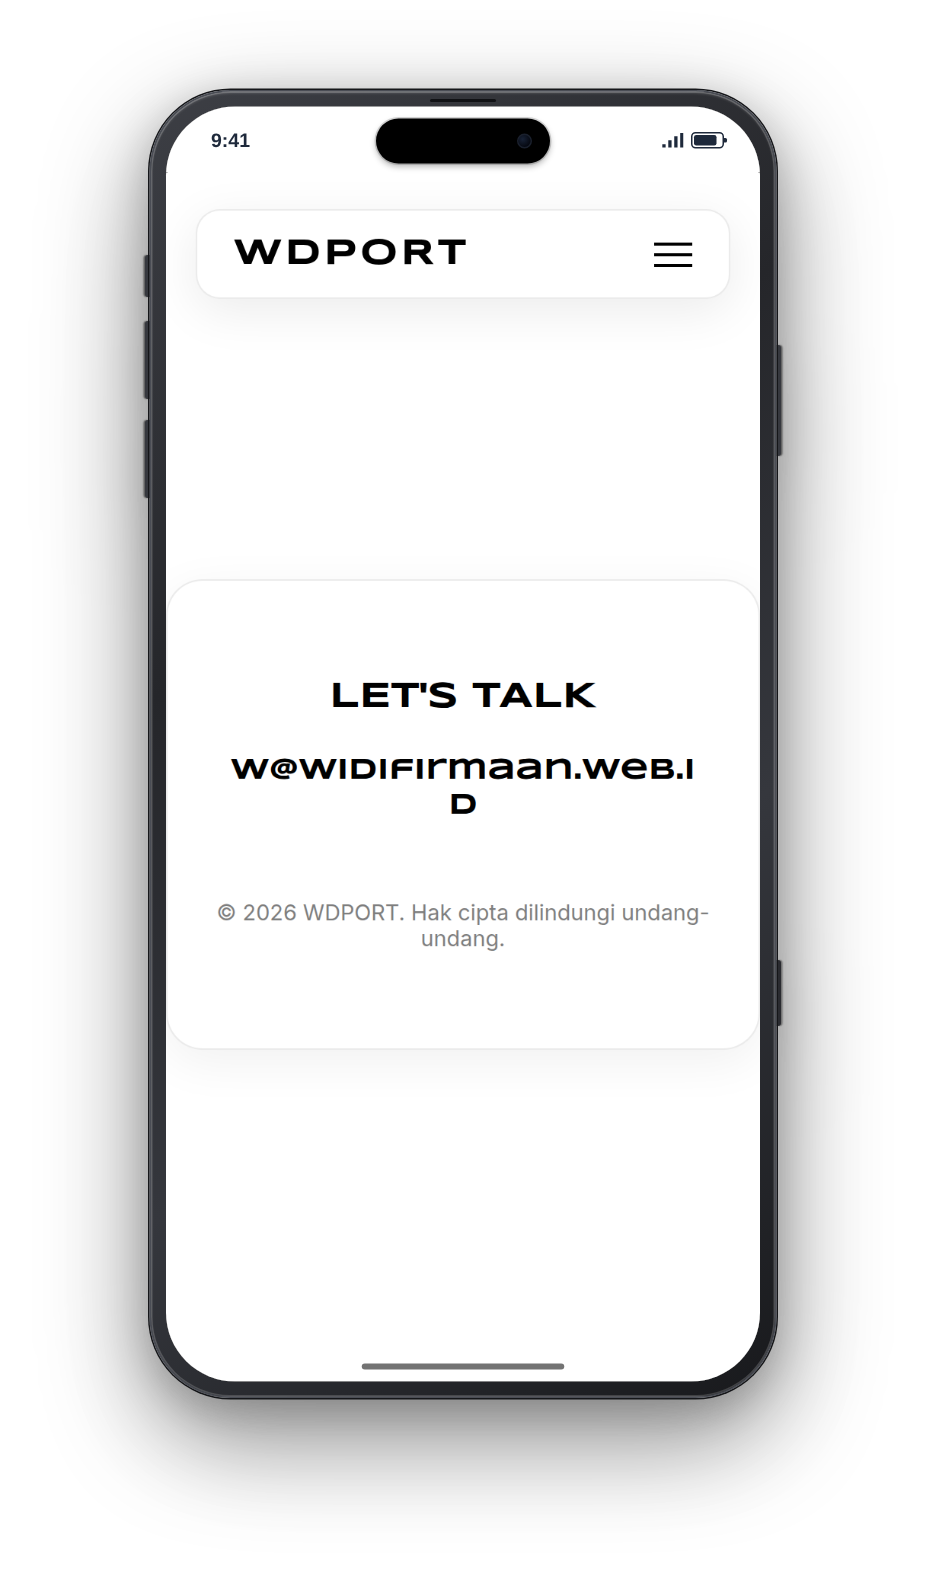 9:41
WDPORT
LET'S TALK
w@widifirmaan.web.i
d
© 2026 WDPORT. Hak cipta dilindungi undang-
undang.